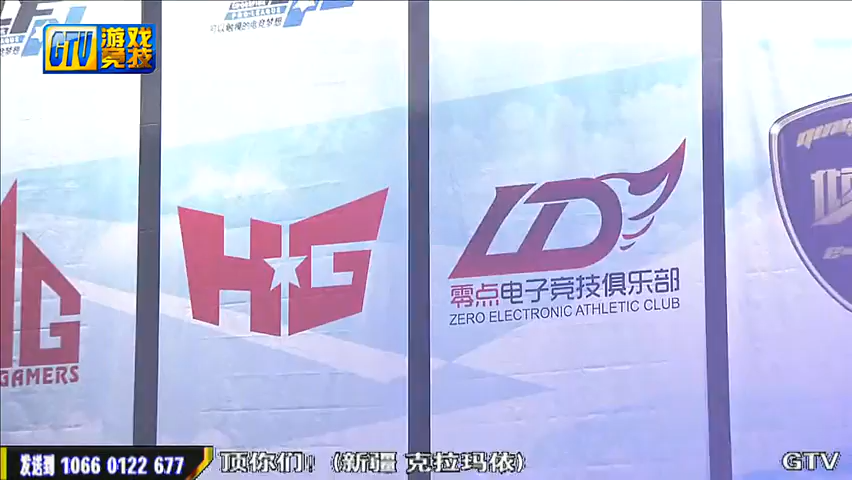 可以触摸的电竞梦想
GTV 游戏
竞技
HG
LD
零点电子竞技俱乐部
ZERO ELECTRONIC ATHLETIC CLUB
G
GAMERS
发送到 1066 0122 677
顶你们!(新疆 克拉玛依)
GTV